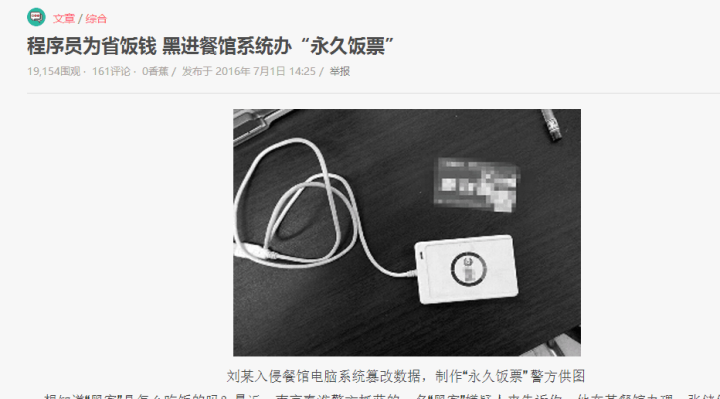 文章 / 综合
程序员为省饭钱 黑进餐馆系统办“永久饭票”
19,154围观 · 161评论 · 0香蕉 / 发布于 2016年 7月1日 14:25 / 举报
刘某入侵餐馆电脑系统篡改数据，制作“永久饭票” 警方供图